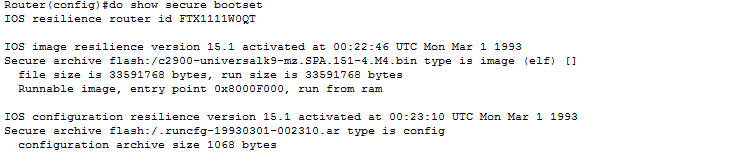 Router(config)#do show secure bootset
IOS resilience router id FTX1111W0QT
IOS image resilience version 15.1 activated at 00:22:46 UTC Mon Mar 1 1993
Secure archive flash:/c2900-universalk9-mz.SPA.151-4.M4.bin type is image (elf) []
file size is 33591768 bytes, run size is 33591768 bytes
Runnable image, entry point 0x8000F000, run from ram
IOS configuration resilience version 15.1 activated at 00:23:10 UTC Mon Mar 1 1993
Secure archive flash:/.runcfg-19930301-002310.ar type is config
configuration archive size 1068 bytes